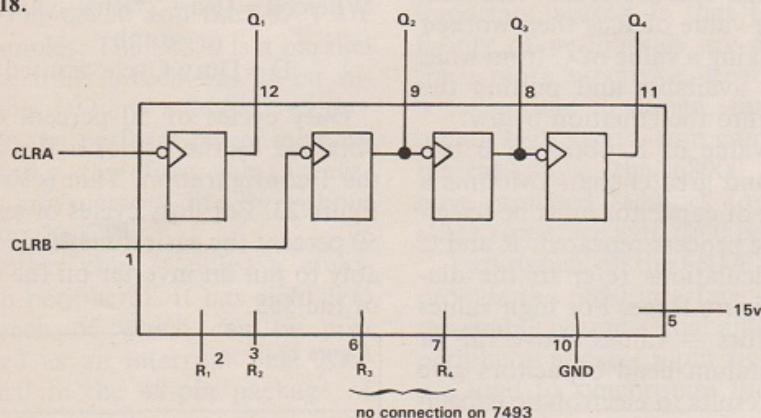 18.
Q₁ Q₂ Q₃ Q₄
12 9 8 11
CLRA
CLRB
1
15v
5
2 3 6 7 10
R₁ R₂ R₃ R₄ GND
no connection on 7493